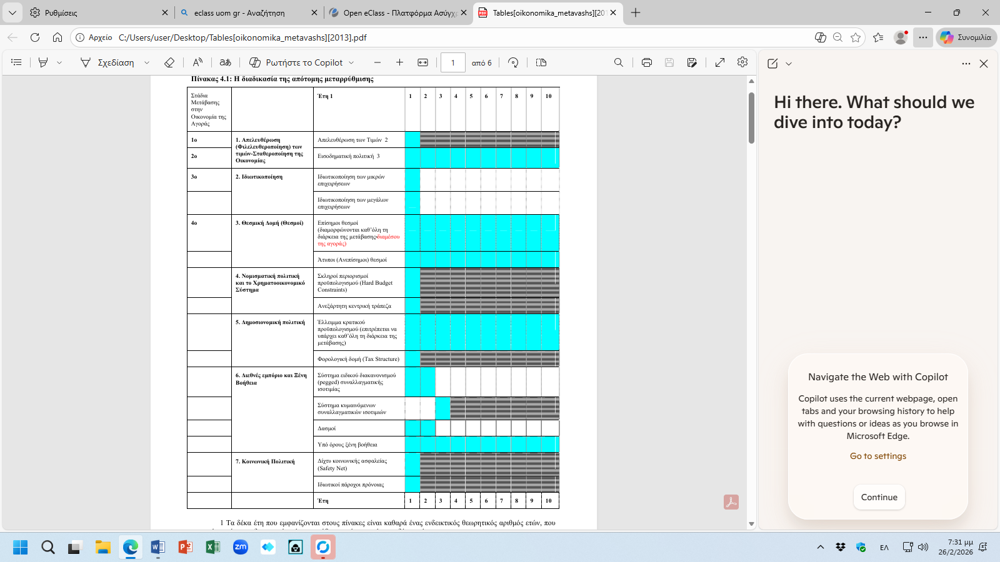 Ρυθμίσεις
eclass uom gr - Αναζήτηση
Open eClass - Πλατφόρμα Ασύγχρ
Tables[oikonomika_metavashs][201
Αρχείο
C:/Users/user/Desktop/Tables[oikonomika_metavashs][2013].pdf
Συνομιλία
Σχεδίαση
aあ
Ρωτήστε το Copilot
1
από 6
Πίνακας 4.1: Η διαδικασία της απότομης μεταρρύθμισης
Στάδια
Μετάβασης
στην
Οικονομία της
Αγοράς
Έτη 1
1 2 3 4 5 6 7 8 9 10
1ο
1. Απελευθέρωση
(Φιλελευθεροποίηση) των
τιμών-Σταθεροποίηση της
Οικονομίας
Απελευθέρωση των Τιμών 2
2ο
Εισοδηματική πολιτική 3
3ο
2. Ιδιωτικοποίηση
Ιδιωτικοποίηση των μικρών
επιχειρήσεων
Ιδιωτικοποίηση των μεγάλων
επιχειρήσεων
4ο
3. Θεσμική Δομή (Θεσμοί)
Επίσημοι θεσμοί
(διαμορφώνονται καθ’όλη τη
διάρκεια της μετάβασης-διαμέσου
της αγοράς)
Άτυποι (Ανεπίσημοι) θεσμοί
4. Νομισματική πολιτική
και το Χρηματοοικονομικό
Σύστημα
Σκληροί περιορισμοί
προϋπολογισμού (Hard Budget
Constraints)
Ανεξάρτητη κεντρική τράπεζα
5. Δημοσιονομική πολιτική
Έλλειμμα κρατικού
προϋπολογισμού (επιτρέπεται να
υπάρχει καθ’όλη τη διάρκεια της
μετάβασης)
Φορολογική δομή (Tax Structure)
6. Διεθνές εμπόριο και Ξένη
Βοήθεια
Σύστημα ειδικού διακανονισμού
(pegged) συναλλαγματικής
ισοτιμίας
Σύστημα κυμαινόμενων
συναλλαγματικών ισοτιμιών
Δασμοί
Υπό όρους ξένη βοήθεια
7. Κοινωνική Πολιτική
Δίχτυ κοινωνικής ασφαλείας
(Safety Net)
Ιδιωτικοί πάροχοι πρόνοιας
Έτη
1 2 3 4 5 6 7 8 9 10
1 Τα δέκα έτη που εμφανίζονται στους πίνακες είναι καθαρά ένας ενδεικτικός θεωρητικός αριθμός ετών, που
Hi there. What should we
dive into today?
Navigate the Web with Copilot
Copilot uses the current webpage, open
tabs and your browsing history to help
with questions or ideas as you browse in
Microsoft Edge.
Go to settings
Continue
ΕΛ
7:31 μμ
26/2/2026